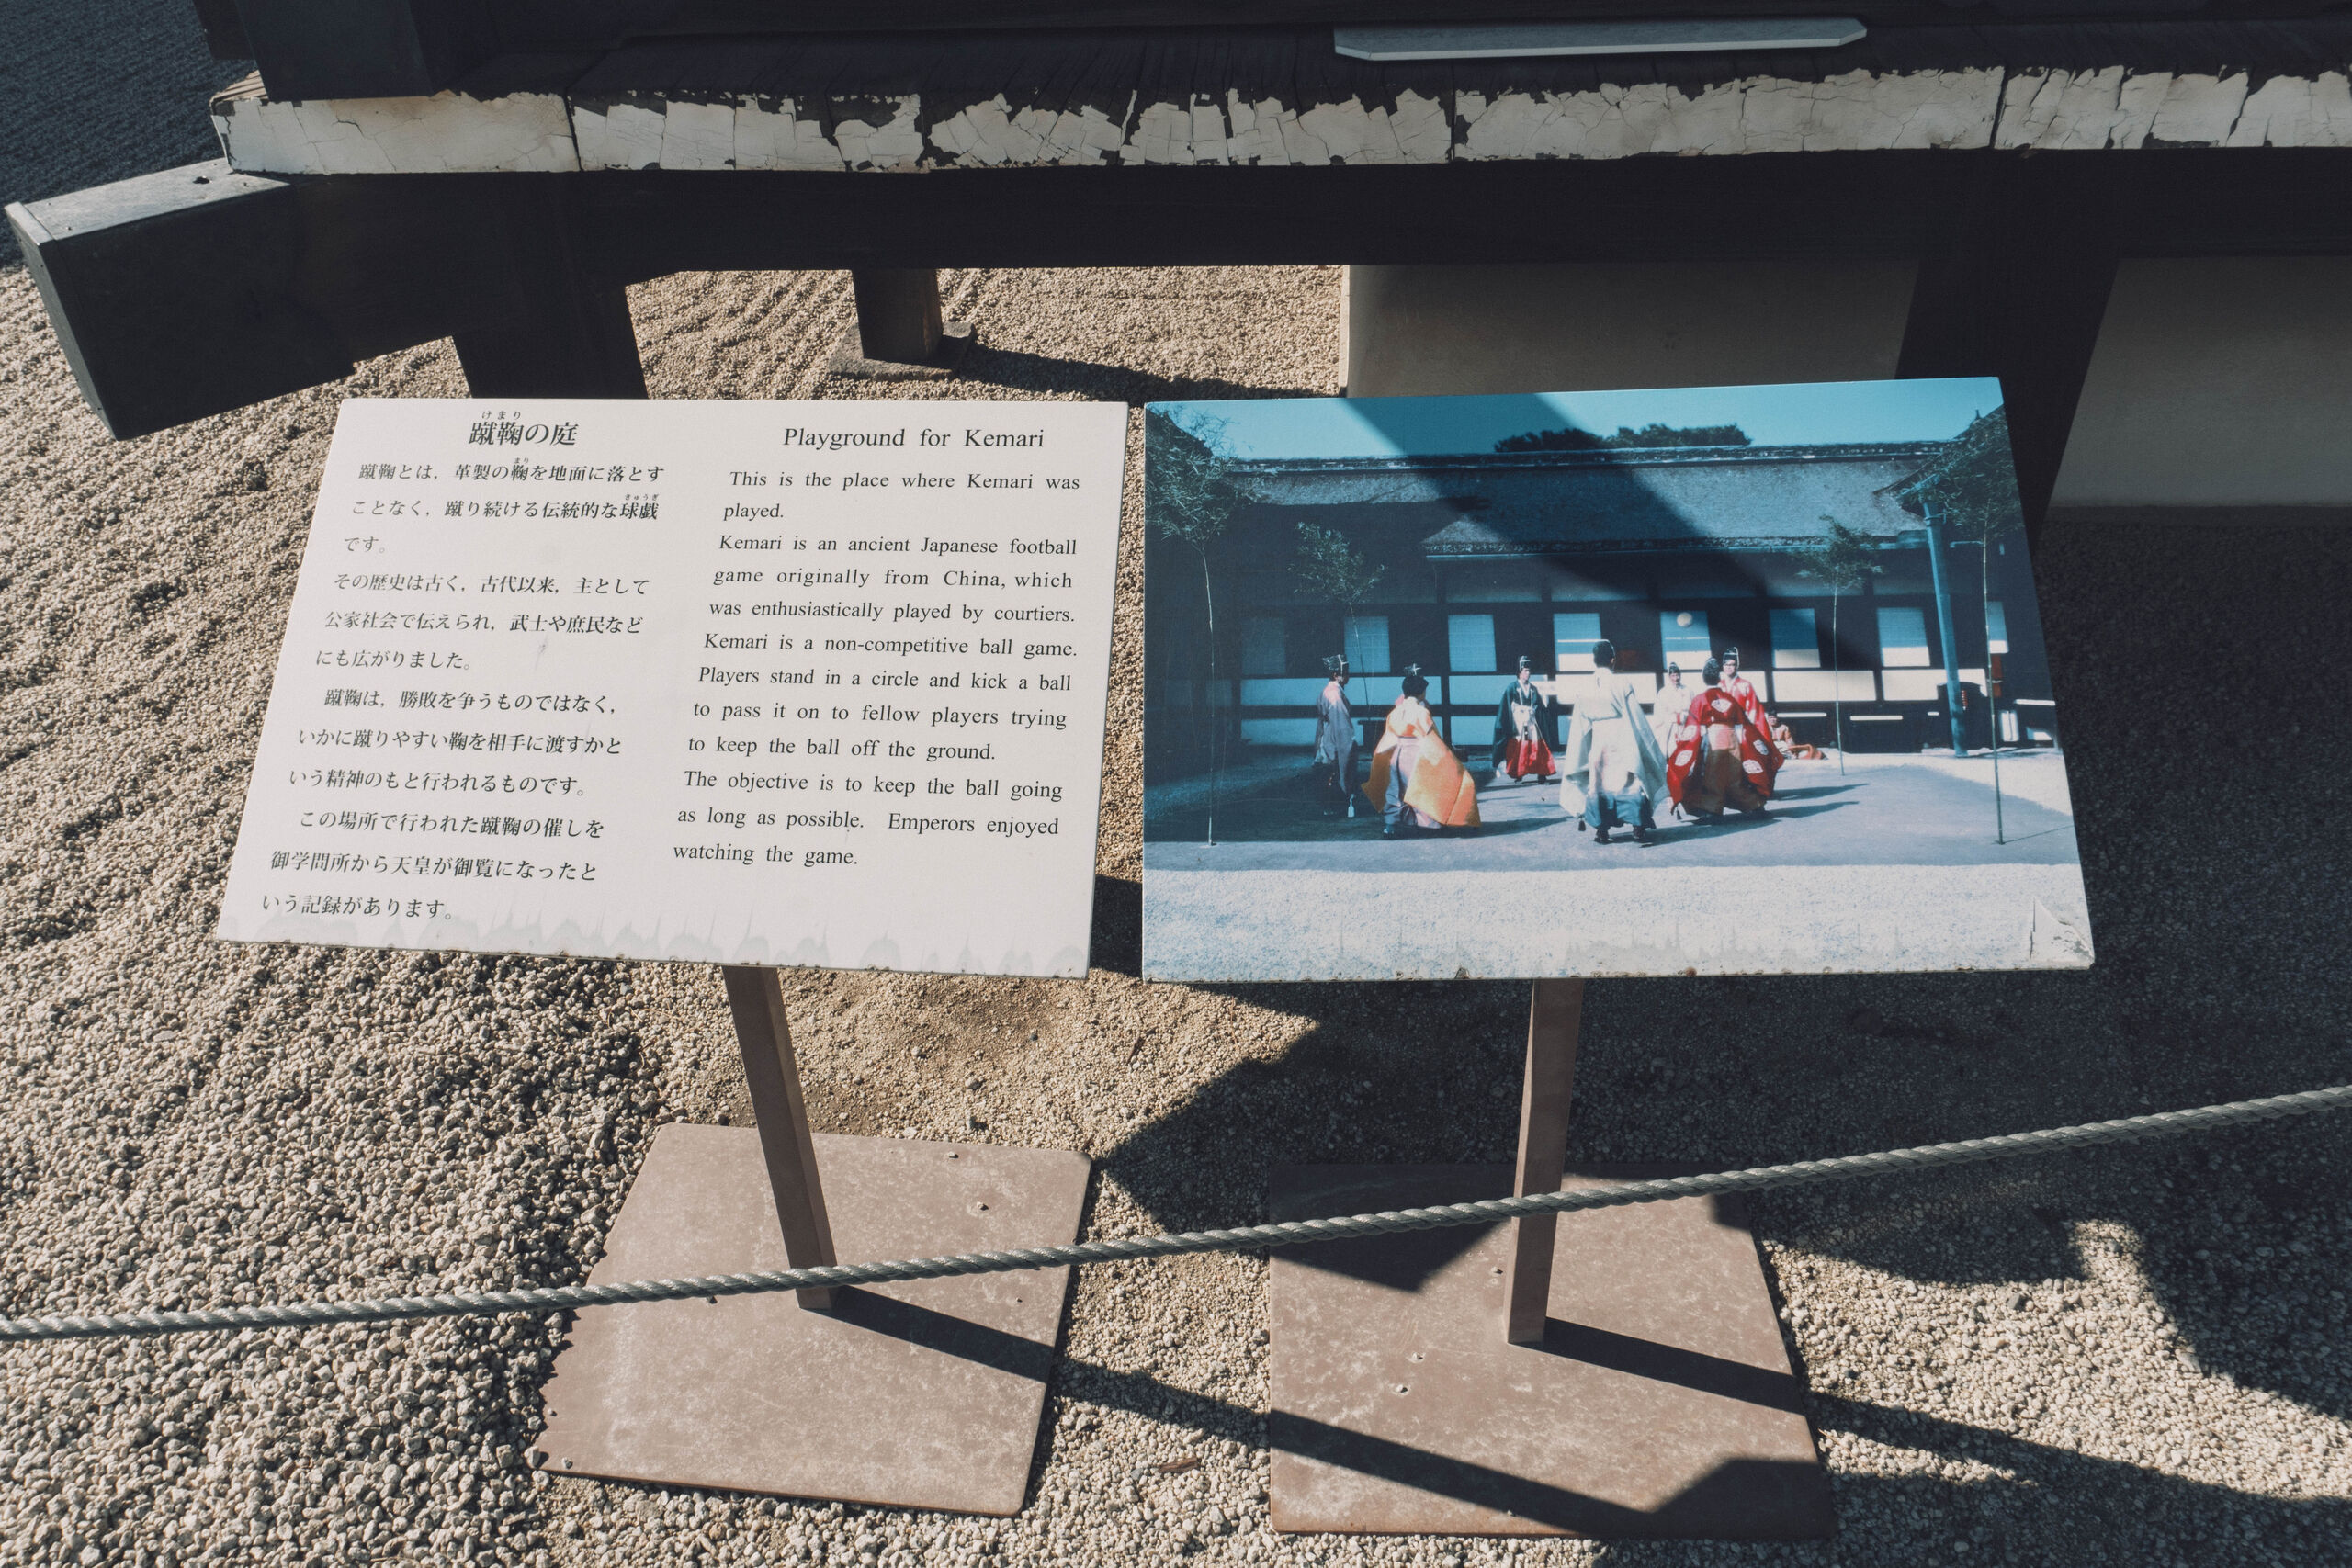 けまり
蹴鞠の庭
蹴鞠とは，革製の鞠を地面に落とす
まり
ことなく，蹴り続ける伝統的な球戯
きゅうぎ
です。
その歴史は古く，古代以来，主として
公家社会で伝えられ，武士や庶民など
にも広がりました。
蹴鞠は，勝敗を争うものではなく，
いかに蹴りやすい鞠を相手に渡すかと
いう精神のもと行われるものです。
この場所で行われた蹴鞠の催しを
御学問所から天皇が御覧になったと
いう記録があります。
Playground for Kemari
This is the place where Kemari was
played.
Kemari is an ancient Japanese football
game originally from China, which
was enthusiastically played by courtiers.
Kemari is a non-competitive ball game.
Players stand in a circle and kick a ball
to pass it on to fellow players trying
to keep the ball off the ground.
The objective is to keep the ball going
as long as possible. Emperors enjoyed
watching the game.